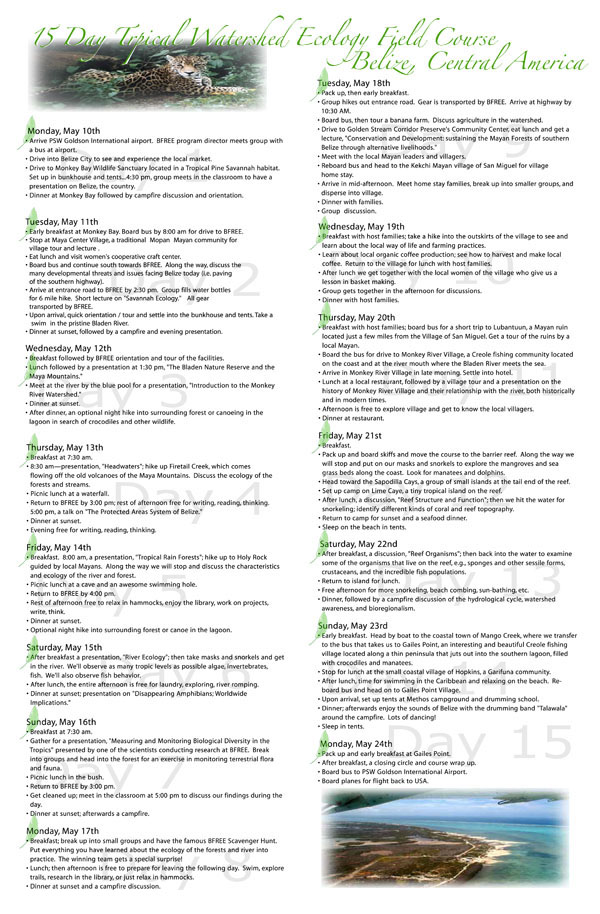 15 Day Trpical Watershed Ecology Field Course
Belize, Central America
Monday, May 10th
• Arrive PSW Goldson International airport. BFREE program director meets group with
a bus at airport.
• Drive into Belize City to see and experience the local market.
• Drive to Monkey Bay Wildlife Sanctuary located in a Tropical Pine Savannah habitat.
Set up in bunkhouse and tents...4:30 pm, group meets in the classroom to have a
presentation on Belize, the country.
• Dinner at Monkey Bay followed by campfire discussion and orientation.
Tuesday, May 11th
Day 2
• Early breakfast at Monkey Bay. Board bus by 8:00 am for drive to BFREE.
• Stop at Maya Center Village, a traditional Mopan Mayan community for
village tour and lecture .
• Eat lunch and visit women's cooperative craft center.
• Board bus and continue south towards BFREE. Along the way, discuss the
many developmental threats and issues facing Belize today (i.e. paving
of the southern highway).
• Arrive at entrance road to BFREE by 2:30 pm. Group fills water bottles
for 6 mile hike. Short lecture on "Savannah Ecology." All gear
transported by BFREE.
• Upon arrival, quick orientation / tour and settle into the bunkhouse and tents. Take a
swim in the pristine Bladen River.
• Dinner at sunset, followed by a campfire and evening presentation.
Wednesday, May 12th
Day 3
• Breakfast followed by BFREE orientation and tour of the facilities.
• Lunch followed by a presentation at 1:30 pm, "The Bladen Nature Reserve and the
Maya Mountains."
• Meet at the river by the blue pool for a presentation, "Introduction to the Monkey
River Watershed."
• Dinner at sunset.
• After dinner, an optional night hike into surrounding forest or canoeing in the
lagoon in search of crocodiles and other wildlife.
Thursday, May 13th
Day 4
• Breakfast at 7:30 am.
• 8:30 am—presentation, "Headwaters"; hike up Firetail Creek, which comes
flowing off the old volcanoes of the Maya Mountains. Discuss the ecology of the
forests and streams.
• Picnic lunch at a waterfall.
• Return to BFREE by 3:00 pm; rest of afternoon free for writing, reading, thinking.
5:00 pm, a talk on "The Protected Areas System of Belize."
• Dinner at sunset.
• Evening free for writing, reading, thinking.
Friday, May 14th
Day 5
• Breakfast. 8:00 am, a presentation, "Tropical Rain Forests"; hike up to Holy Rock
guided by local Mayans. Along the way we will stop and discuss the characteristics
and ecology of the river and forest.
• Picnic lunch at a cave and an awesome swimming hole.
• Return to BFREE by 4:00 pm.
• Rest of afternoon free to relax in hammocks, enjoy the library, work on projects,
write, think.
• Dinner at sunset.
• Optional night hike into surrounding forest or canoe in the lagoon.
Saturday, May 15th
Day 6
• After breakfast a presentation, "River Ecology"; then take masks and snorkels and get
in the river. We'll observe as many tropic levels as possible algae, invertebrates,
fish. We'll also observe fish behavior.
• After lunch, the entire afternoon is free for laundry, exploring, river romping.
• Dinner at sunset; presentation on "Disappearing Amphibians; Worldwide
Implications."
Sunday, May 16th
Day 7
• Breakfast at 7:30 am.
• Gather for a presentation, "Measuring and Monitoring Biological Diversity in the
Tropics" presented by one of the scientists conducting research at BFREE. Break
into groups and head into the forest for an exercise in monitoring terrestrial flora
and fauna.
• Picnic lunch in the bush.
• Return to BFREE by 3:00 pm.
• Get cleaned up; meet in the classroom at 5:00 pm to discuss our findings during the
day.
• Dinner at sunset; afterwards a campfire.
Monday, May 17th
Day 8
• Breakfast; break up into small groups and have the famous BFREE Scavenger Hunt.
Put everything you have learned about the ecology of the forests and river into
practice. The winning team gets a special surprise!
• Lunch; then afternoon is free to prepare for leaving the following day. Swim, explore
trails, research in the library, or just relax in hammocks.
• Dinner at sunset and a campfire discussion.
Tuesday, May 18th
Day 9
• Pack up, then early breakfast.
• Group hikes out entrance road. Gear is transported by BFREE. Arrive at highway by
10:30 AM.
• Board bus, then tour a banana farm. Discuss agriculture in the watershed.
• Drive to Golden Stream Corridor Preserve's Community Center, eat lunch and get a
lecture, "Conservation and Development: sustaining the Mayan Forests of southern
Belize through alternative livelihoods."
• Meet with the local Mayan leaders and villagers.
• Reboard bus and head to the Kekchi Mayan village of San Miguel for village
home stay.
• Arrive in mid-afternoon. Meet home stay families, break up into smaller groups, and
disperse into village.
• Dinner with families.
• Group discussion.
Wednesday, May 19th
Day 10
• Breakfast with host families; take a hike into the outskirts of the village to see and
learn about the local way of life and farming practices.
• Learn about local organic coffee production; see how to harvest and make local
coffee. Return to the village for lunch with host families.
• After lunch we get together with the local women of the village who give us a
lesson in basket making.
• Group gets together in the afternoon for discussions.
• Dinner with host families.
Thursday, May 20th
Day 11
• Breakfast with host families; board bus for a short trip to Lubantuun, a Mayan ruin
located just a few miles from the Village of San Miguel. Get a tour of the ruins by a
local Mayan.
• Board the bus for drive to Monkey River Village, a Creole fishing community located
on the coast and at the river mouth where the Bladen River meets the sea.
• Arrive in Monkey River Village in late morning. Settle into hotel.
• Lunch at a local restaurant, followed by a village tour and a presentation on the
history of Monkey River Village and their relationship with the river, both historically
and in modern times.
• Afternoon is free to explore village and get to know the local villagers.
• Dinner at restaurant.
Friday, May 21st
• Breakfast.
• Pack up and board skiffs and move the course to the barrier reef. Along the way we
will stop and put on our masks and snorkels to explore the mangroves and sea
grass beds along the coast. Look for manatees and dolphins.
• Head toward the Sapodilla Cays, a group of small islands at the tail end of the reef.
• Set up camp on Lime Caye, a tiny tropical island on the reef.
• After lunch, a discussion, "Reef Structure and Function"; then we hit the water for
snorkeling; identify different kinds of coral and reef topography.
• Return to camp for sunset and a seafood dinner.
• Sleep on the beach in tents.
Saturday, May 22nd
Day 13
• After breakfast, a discussion, "Reef Organisms"; then back into the water to examine
some of the organisms that live on the reef, e.g., sponges and other sessile forms,
crustaceans, and the incredible fish populations.
• Return to island for lunch.
• Free afternoon for more snorkeling, beach combing, sun-bathing, etc.
• Dinner, followed by a campfire discussion of the hydrological cycle, watershed
awareness, and bioregionalism.
Sunday, May 23rd
14
• Early breakfast. Head by boat to the coastal town of Mango Creek, where we transfer
to the bus that takes us to Gailes Point, an interesting and beautiful Creole fishing
village located along a thin peninsula that juts out into the southern lagoon, filled
with crocodiles and manatees.
• Stop for lunch at the small coastal village of Hopkins, a Garifuna community.
• After lunch, time for swimming in the Caribbean and relaxing on the beach. Re-
board bus and head on to Gailes Point Village.
• Upon arrival, set up tents at Methos campground and drumming school.
• Dinner; afterwards enjoy the sounds of Belize with the drumming band "Talawala"
around the campfire. Lots of dancing!
• Sleep in tents.
Monday, May 24th
Day 15
• Pack up and early breakfast at Gailes Point.
• After breakfast, a closing circle and course wrap up.
• Board bus to PSW Goldson International Airport.
• Board planes for flight back to USA.